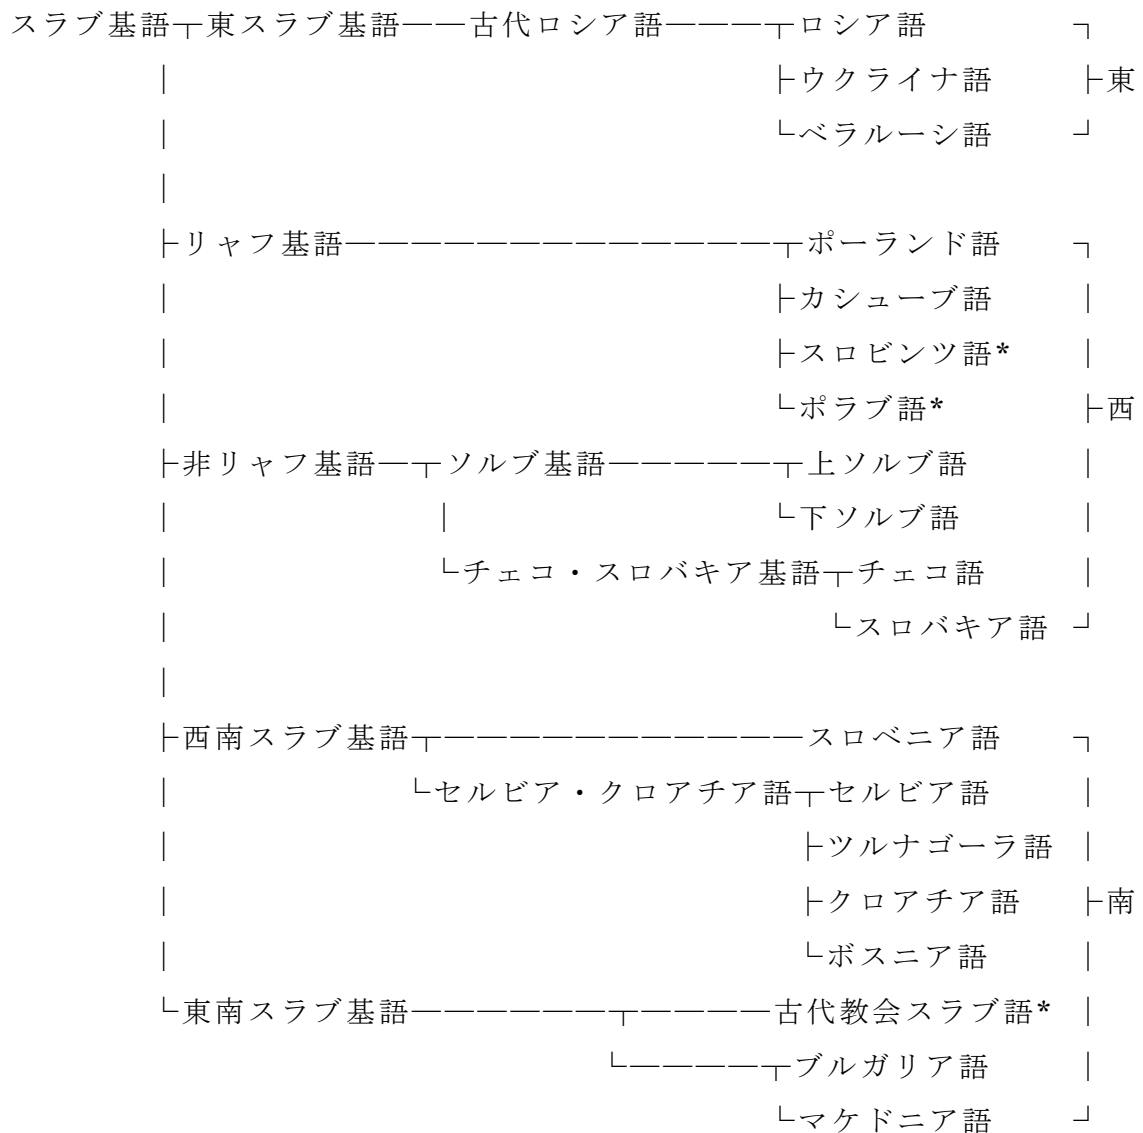 スラブ基語┬東スラブ基語――古代ロシア語―――┬ロシア語 ┐
｜ ├ウクライナ語 ├東
｜ └ベラルーシ語 ┘
｜
├リャフ基語―――――――――――――┬ポーランド語 ┐
｜ ├カシューブ語 ｜
｜ ├スロビンツ語* ｜
｜ └ポラブ語* ├西
├非リャフ基語―┬ソルブ基語―――――┬上ソルブ語 ｜
｜ ｜ └下ソルブ語 ｜
｜ └チェコ・スロバキア基語┬チェコ語 ｜
｜ └スロバキア語 ┘
｜
├西南スラブ基語┬―――――――――――スロベニア語 ┐
｜ └セルビア・クロアチア語┬セルビア語 ｜
｜ ├ツルナゴーラ語 ｜
｜ ├クロアチア語 ├南
｜ └ボスニア語 ｜
└東南スラブ基語――――――┬――――古代教会スラブ語* ｜
└――――┬ブルガリア語 ｜
└マケドニア語 ┘